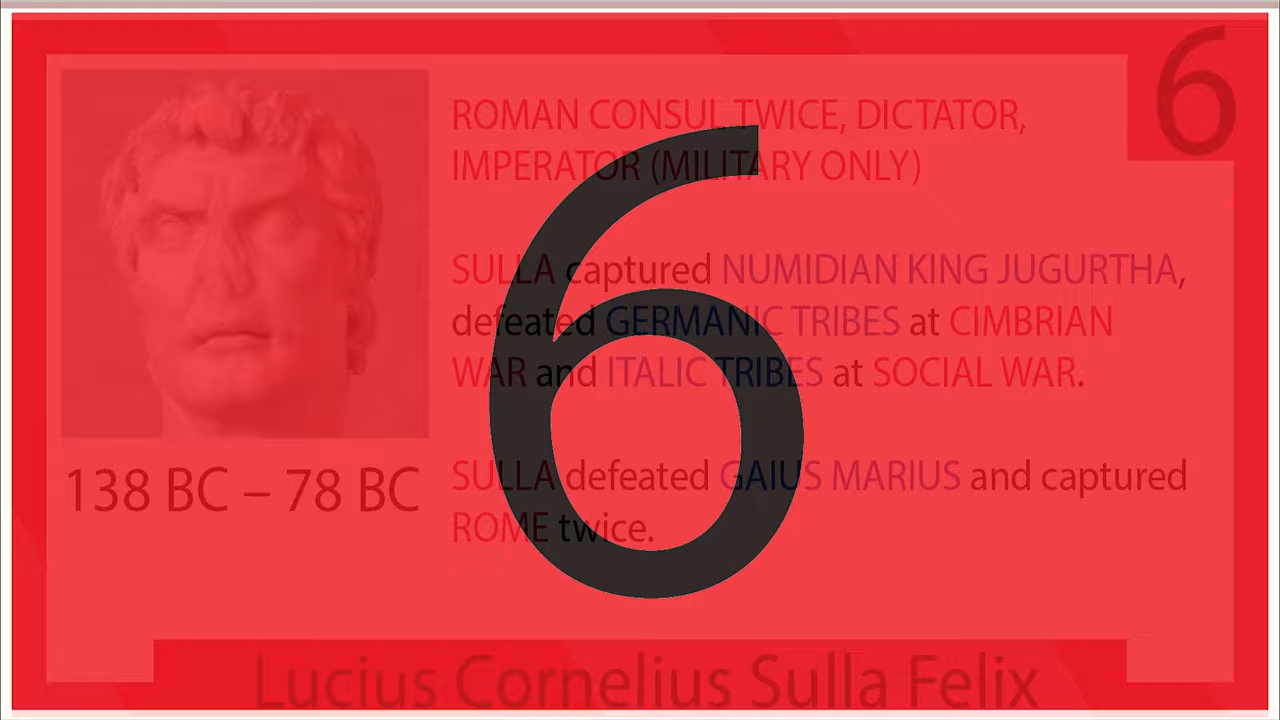 6
ROMAN CONSUL TWICE, DICTATOR,
IMPERATOR (MILITARY ONLY)
SULLA captured NUMIDIAN KING JUGURTHA,
defeated GERMANIC TRIBES at CIMBRIAN
WAR and ITALIC TRIBES at SOCIAL WAR.
SULLA defeated GAIUS MARIUS and captured
ROME twice.
6
138 BC – 78 BC
Lucius Cornelius Sulla Felix